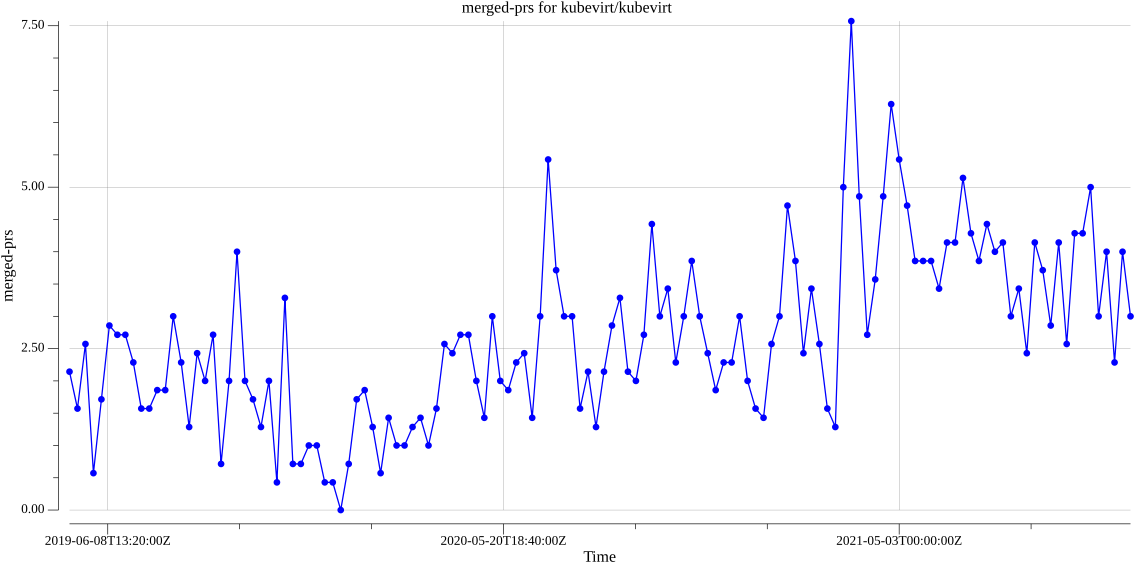 merged-prs for kubevirt/kubevirt
7.50
5.00
merged-prs
2.50
0.00
2019-06-08T13:20:00Z
2020-05-20T18:40:00Z
2021-05-03T00:00:00Z
Time